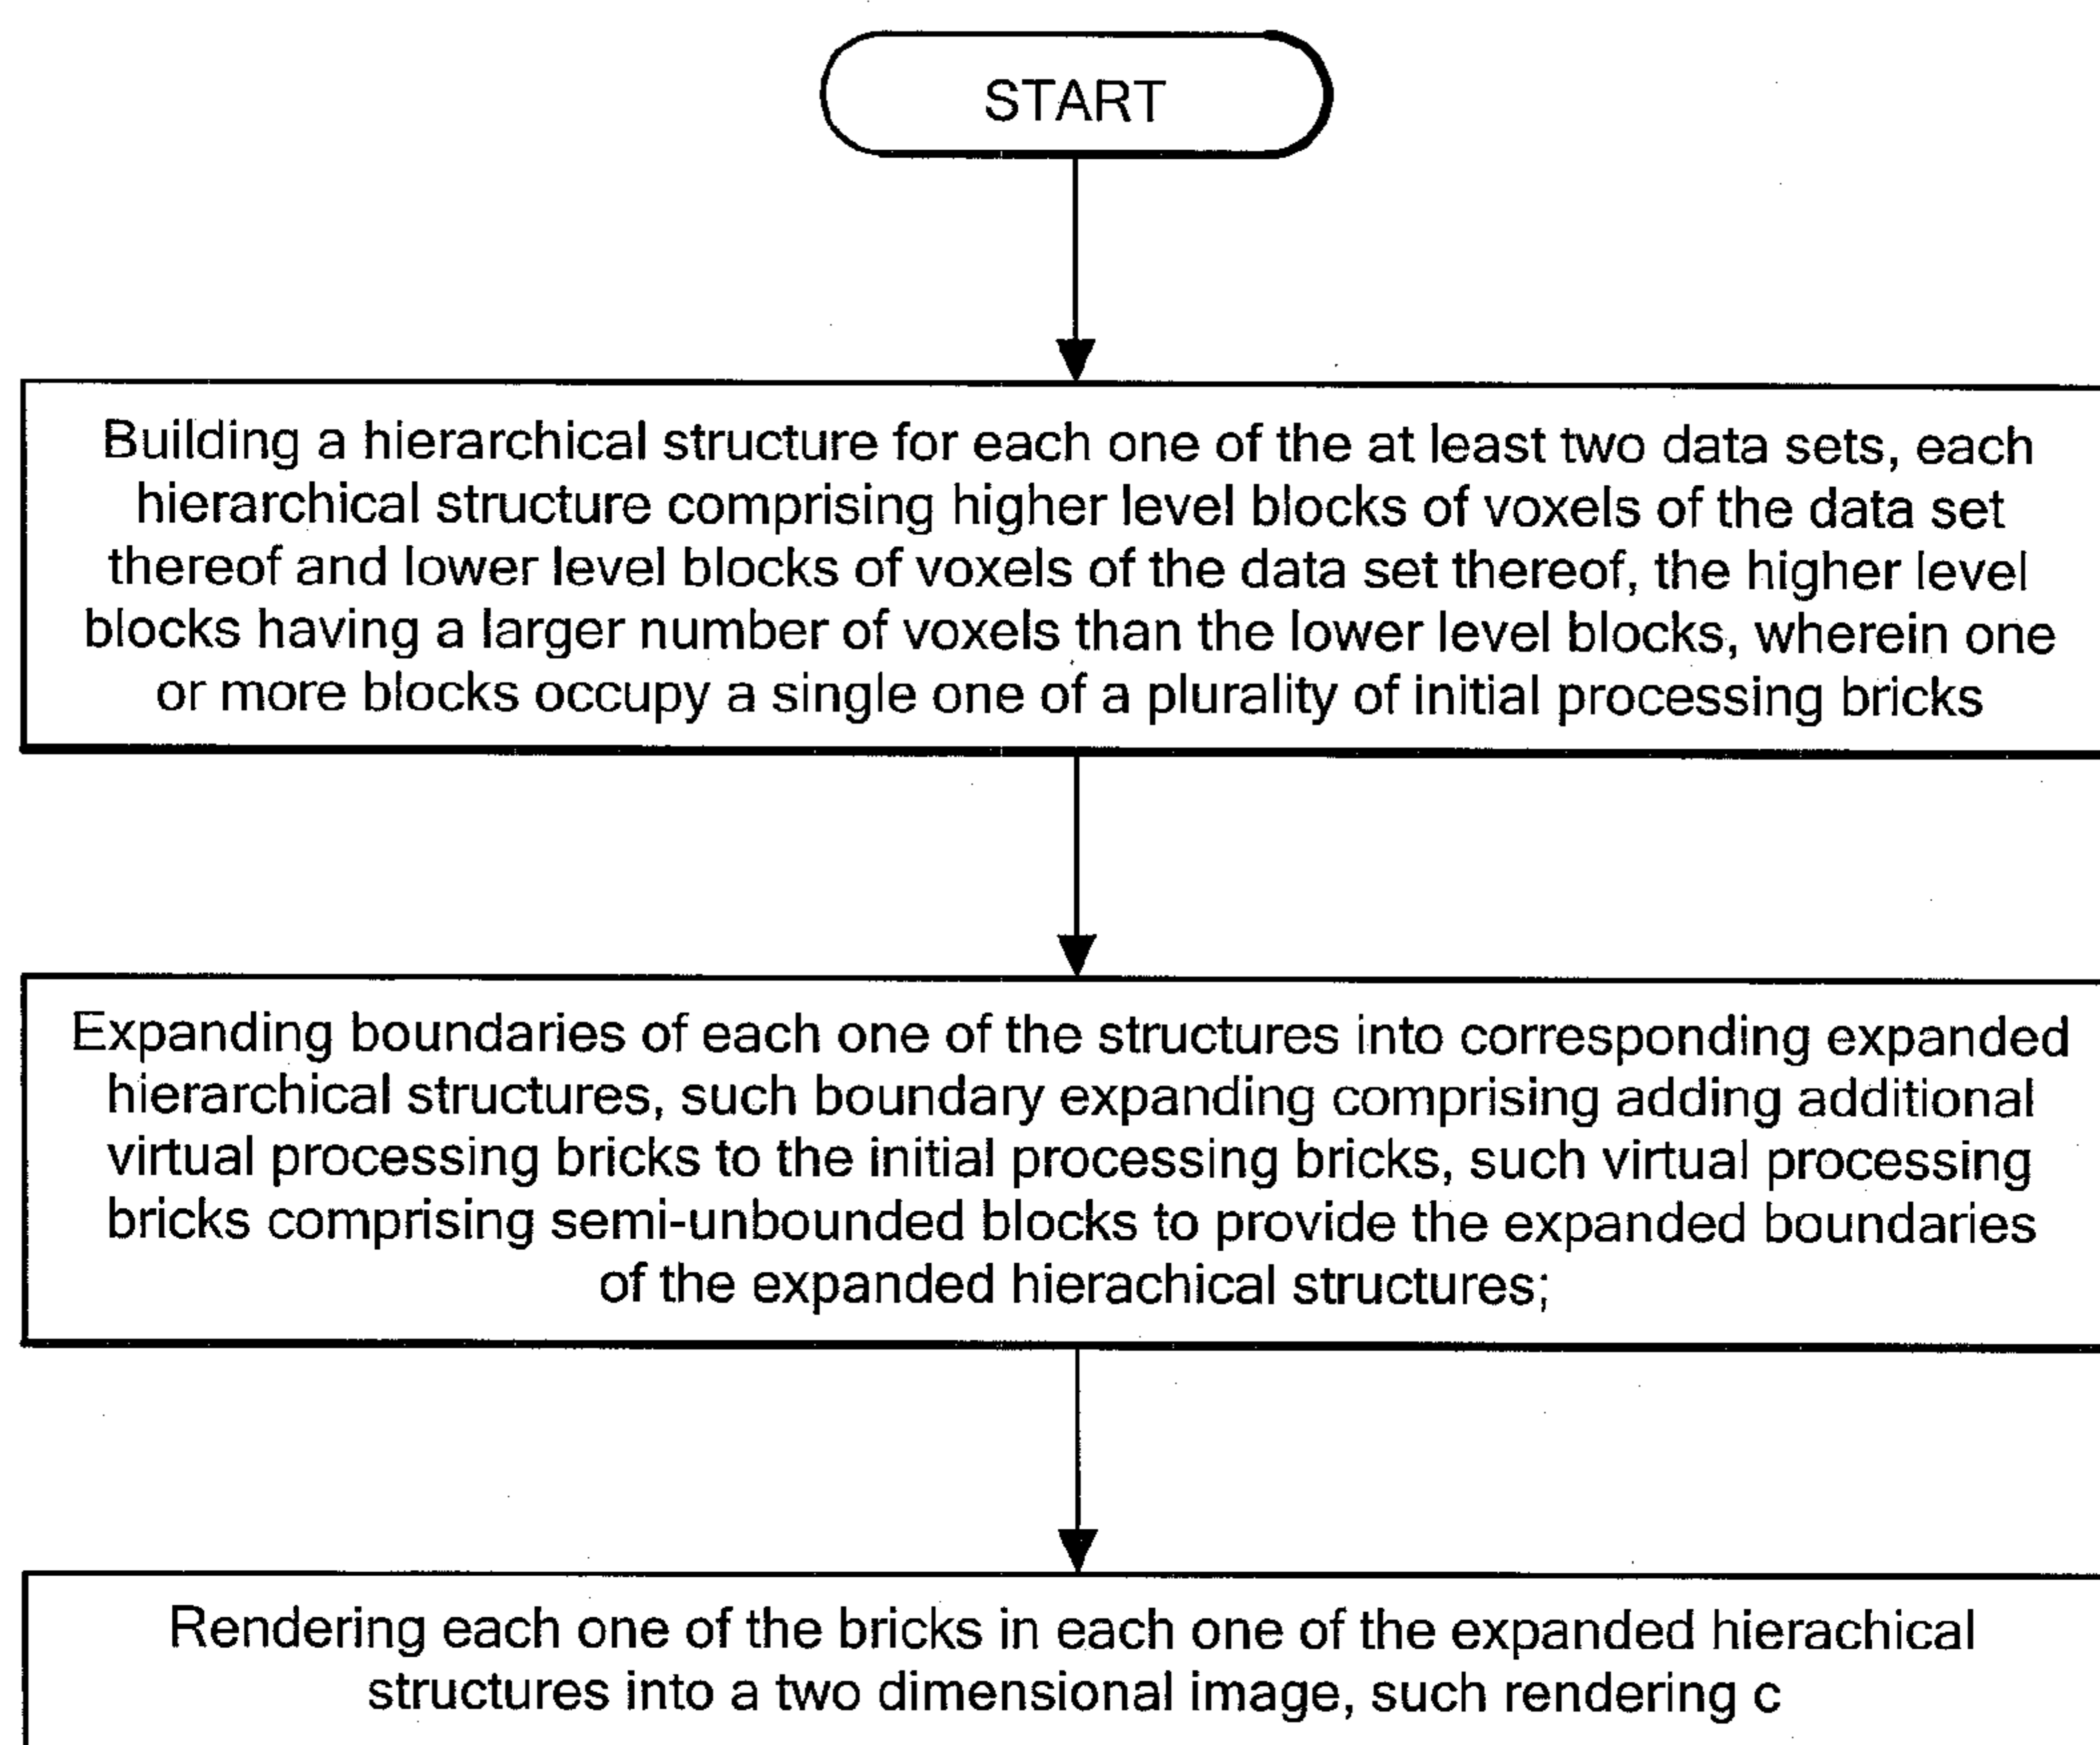 START
Building a hierarchical structure for each one of the at least two data sets, each
hierarchical structure comprising higher level blocks of voxels of the data set
thereof and lower level blocks of voxels of the data set thereof, the higher level
blocks having a larger number of voxels than the lower level blocks, wherein one
or more blocks occupy a single one of a plurality of initial processing bricks
Expanding boundaries of each one of the structures into corresponding expanded
hierarchical structures, such boundary expanding comprising adding additional
virtual processing bricks to the initial processing bricks, such virtual processing
bricks comprising semi-unbounded blocks to provide the expanded boundaries
of the expanded hierachical structures;
Rendering each one of the bricks in each one of the expanded hierachical
structures into a two dimensional image, such rendering c